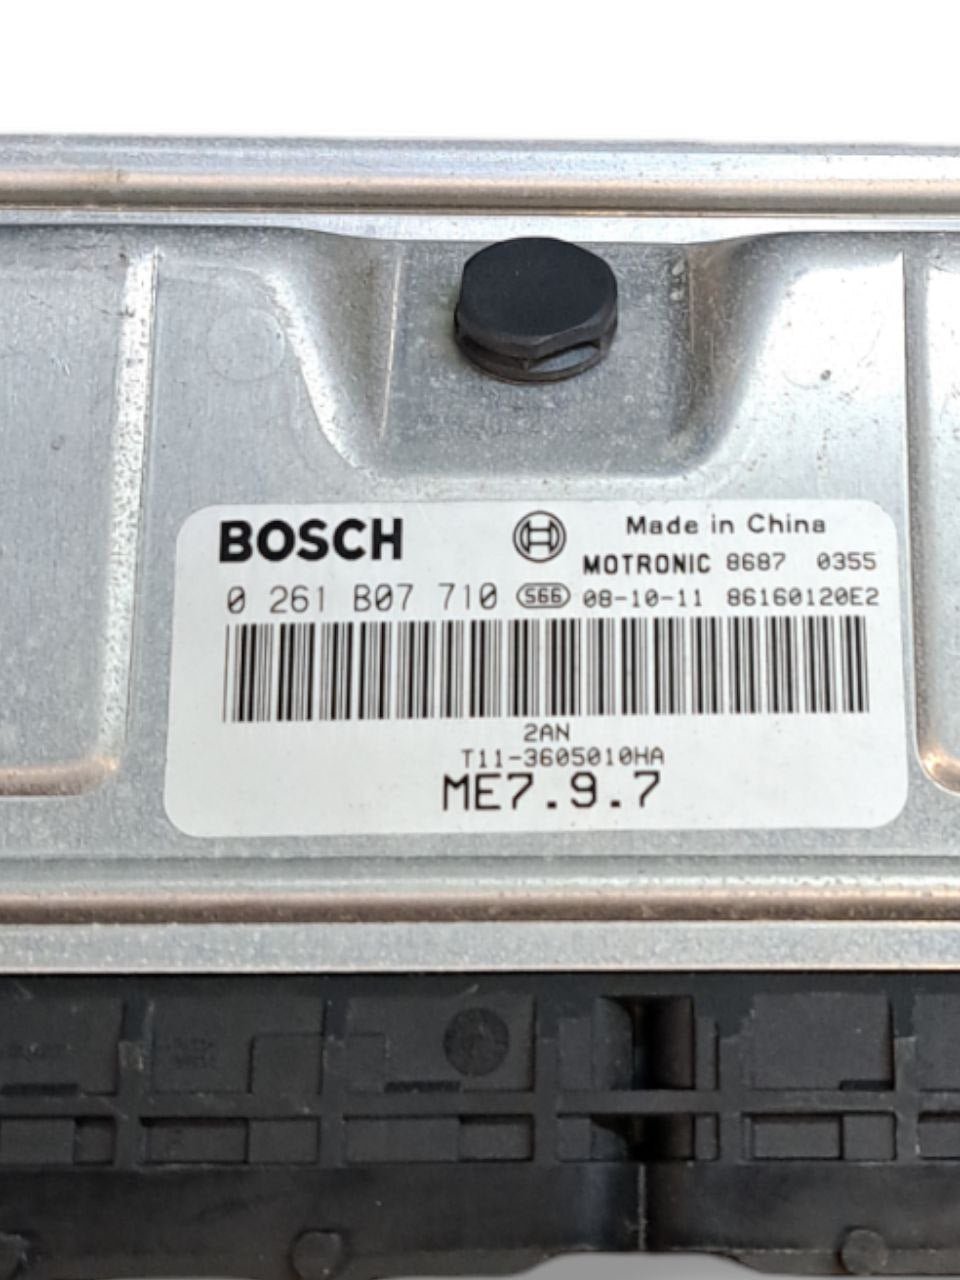 BOSCH Made in China
MOTRONIC 8687 0355
0 261 B07 710 S66 08-10-11 86160120E2
2AN
T11-3605010HA
ME7.9.7